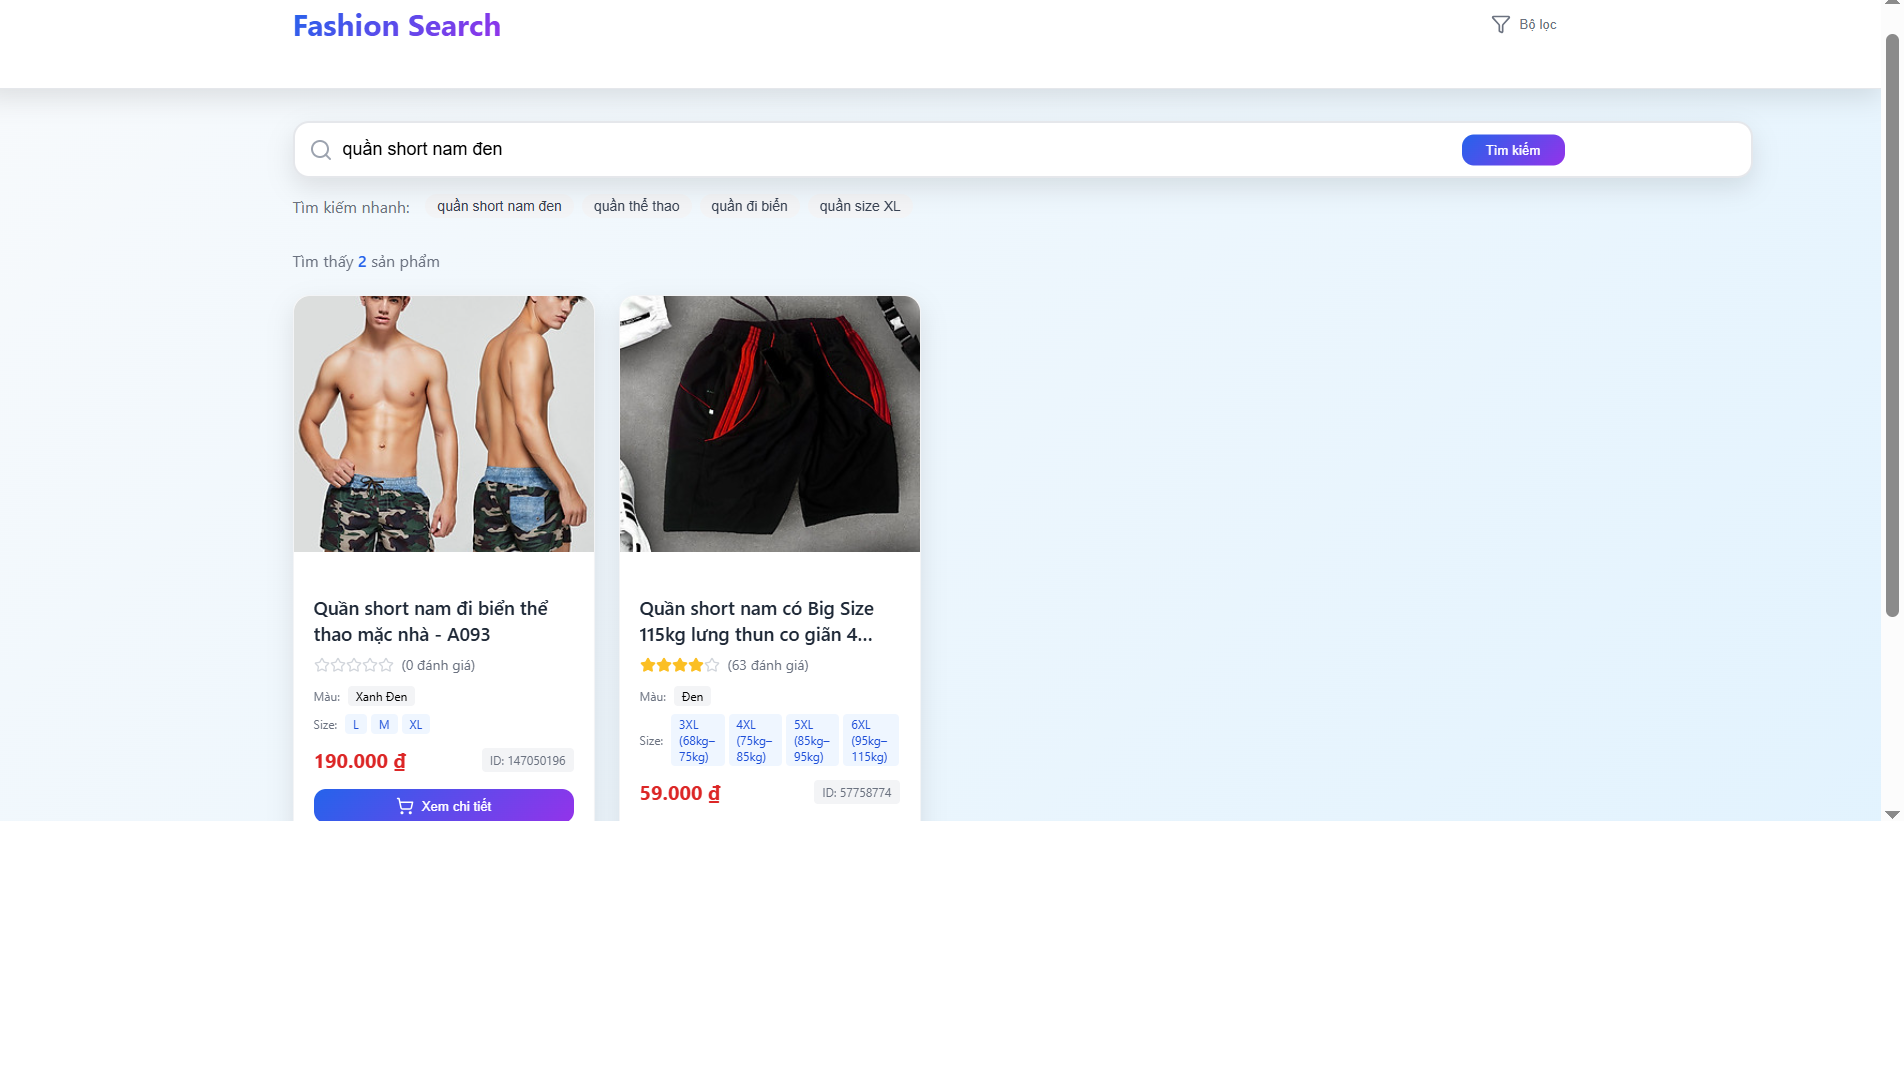 Fashion Search
Bộ lọc
quần short nam đen
Tìm kiếm
Tìm kiếm nhanh:
quần short nam đen
quần thể thao
quần đi biển
quần size XL
Tìm thấy 2 sản phẩm
Quần short nam đi biển thể
thao mặc nhà - A093
(0 đánh giá)
Màu: Xanh Đen
Size: L M XL
190.000 ₫
ID: 147050196
Xem chi tiết
Quần short nam có Big Size
115kg lưng thun co giãn 4...
(63 đánh giá)
Màu: Đen
Size:
3XL
(68kg–
75kg)
4XL
(75kg–
85kg)
5XL
(85kg–
95kg)
6XL
(95kg–
115kg)
59.000 ₫
ID: 57758774